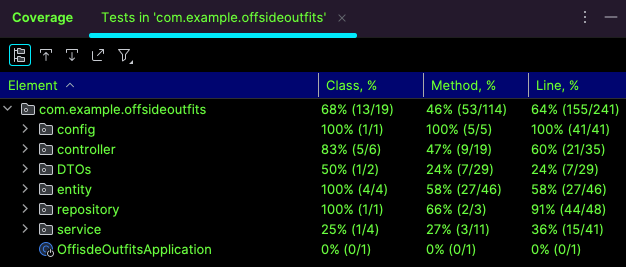 Coverage Tests in 'com.example.offsideoutfits' ×
Element Class, % Method, % Line, %
com.example.offsideoutfits 68% (13/19) 46% (53/114) 64% (155/241)
config 100% (1/1) 100% (5/5) 100% (41/41)
controller 83% (5/6) 47% (9/19) 60% (21/35)
DTOs 50% (1/2) 24% (7/29) 24% (7/29)
entity 100% (4/4) 58% (27/46) 58% (27/46)
repository 100% (1/1) 66% (2/3) 91% (44/48)
service 25% (1/4) 27% (3/11) 36% (15/41)
OffisdeOutfitsApplication 0% (0/1) 0% (0/1) 0% (0/1)